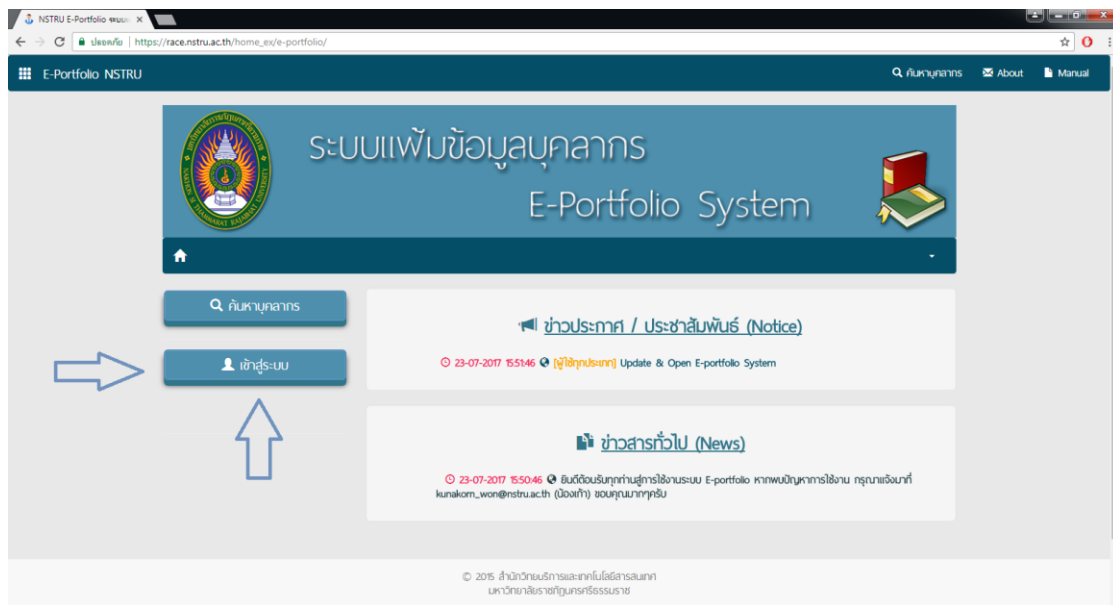 NSTRU E-Portfolio ระบบ
ปลอดภัย | https://race.nstru.ac.th/home_ex/e-portfolio/
E-Portfolio NSTRU
ค้นหาบุคลากร
About
Manual
ระบบแฟ้มข้อมูลบุคลากร
E-Portfolio System
ค้นหาบุคลากร
เข้าสู่ระบบ
ข่าวประกาศ / ประชาสัมพันธ์ (Notice)
23-07-2017 15:51:46 [ผู้ใช้ทุกประเภท] Update & Open E-portfolio System
ข่าวสารทั่วไป (News)
23-07-2017 15:50:46 ยินดีต้อนรับทุกท่านสู่การใช้งานระบบ E-portfolio หากพบปัญหาการใช้งาน กรุณาแจ้งมาที่
kunakorn_won@nstru.ac.th (น้องเก้า) ขอบคุณมากๆครับ
© 2015 สำนักวิทยบริการและเทคโนโลยีสารสนเทศ
มหาวิทยาลัยราชภัฏนครศรีธรรมราช